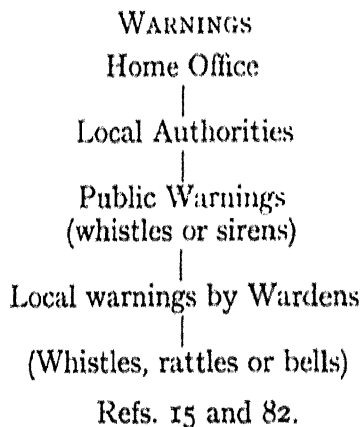 WARNINGS
Home Office
Local Authorities
Public Warnings
(whistles or sirens)
Local warnings by Wardens
(Whistles, rattles or bells)
Refs. 15 and 82.